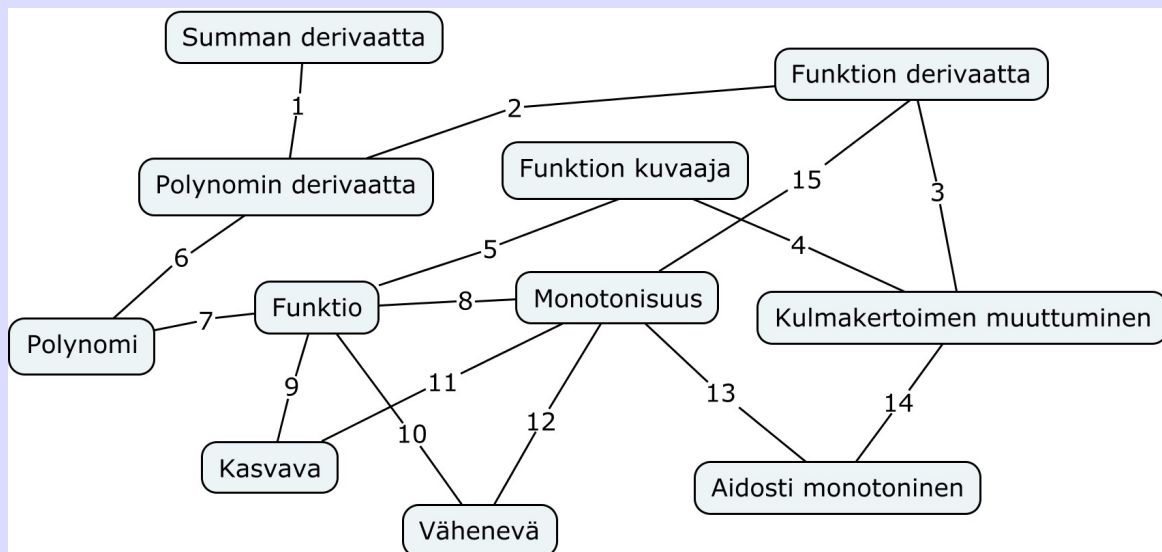 Summan derivaatta
Funktion derivaatta
1
2
Polynomin derivaatta
Funktion kuvaaja
15
3
6
5
4
Funktio
8
Monotonisuus
Kulmakertoimen muuttuminen
7
Polynomi
9
11
13
14
10
12
Kasvava
Aidosti monotoninen
Vähenevä